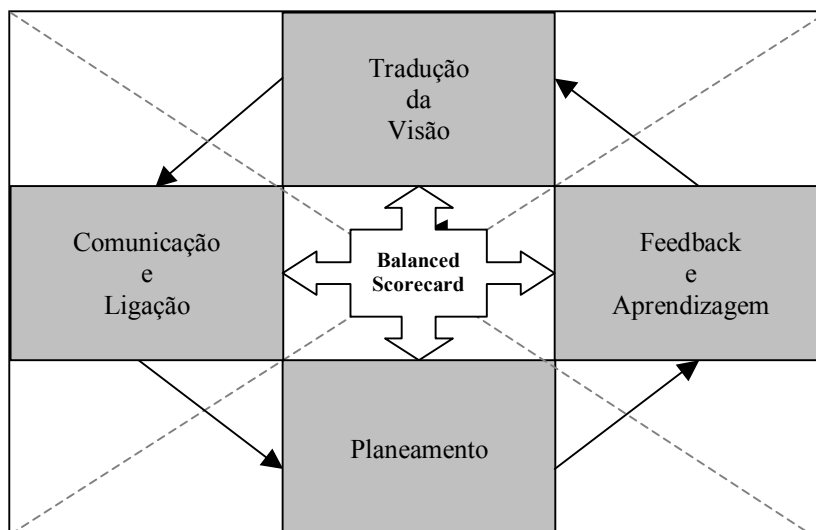 Tradução
da
Visão
Comunicação
e
Ligação
Balanced
Scorecard
Feedback
e
Aprendizagem
Planeamento